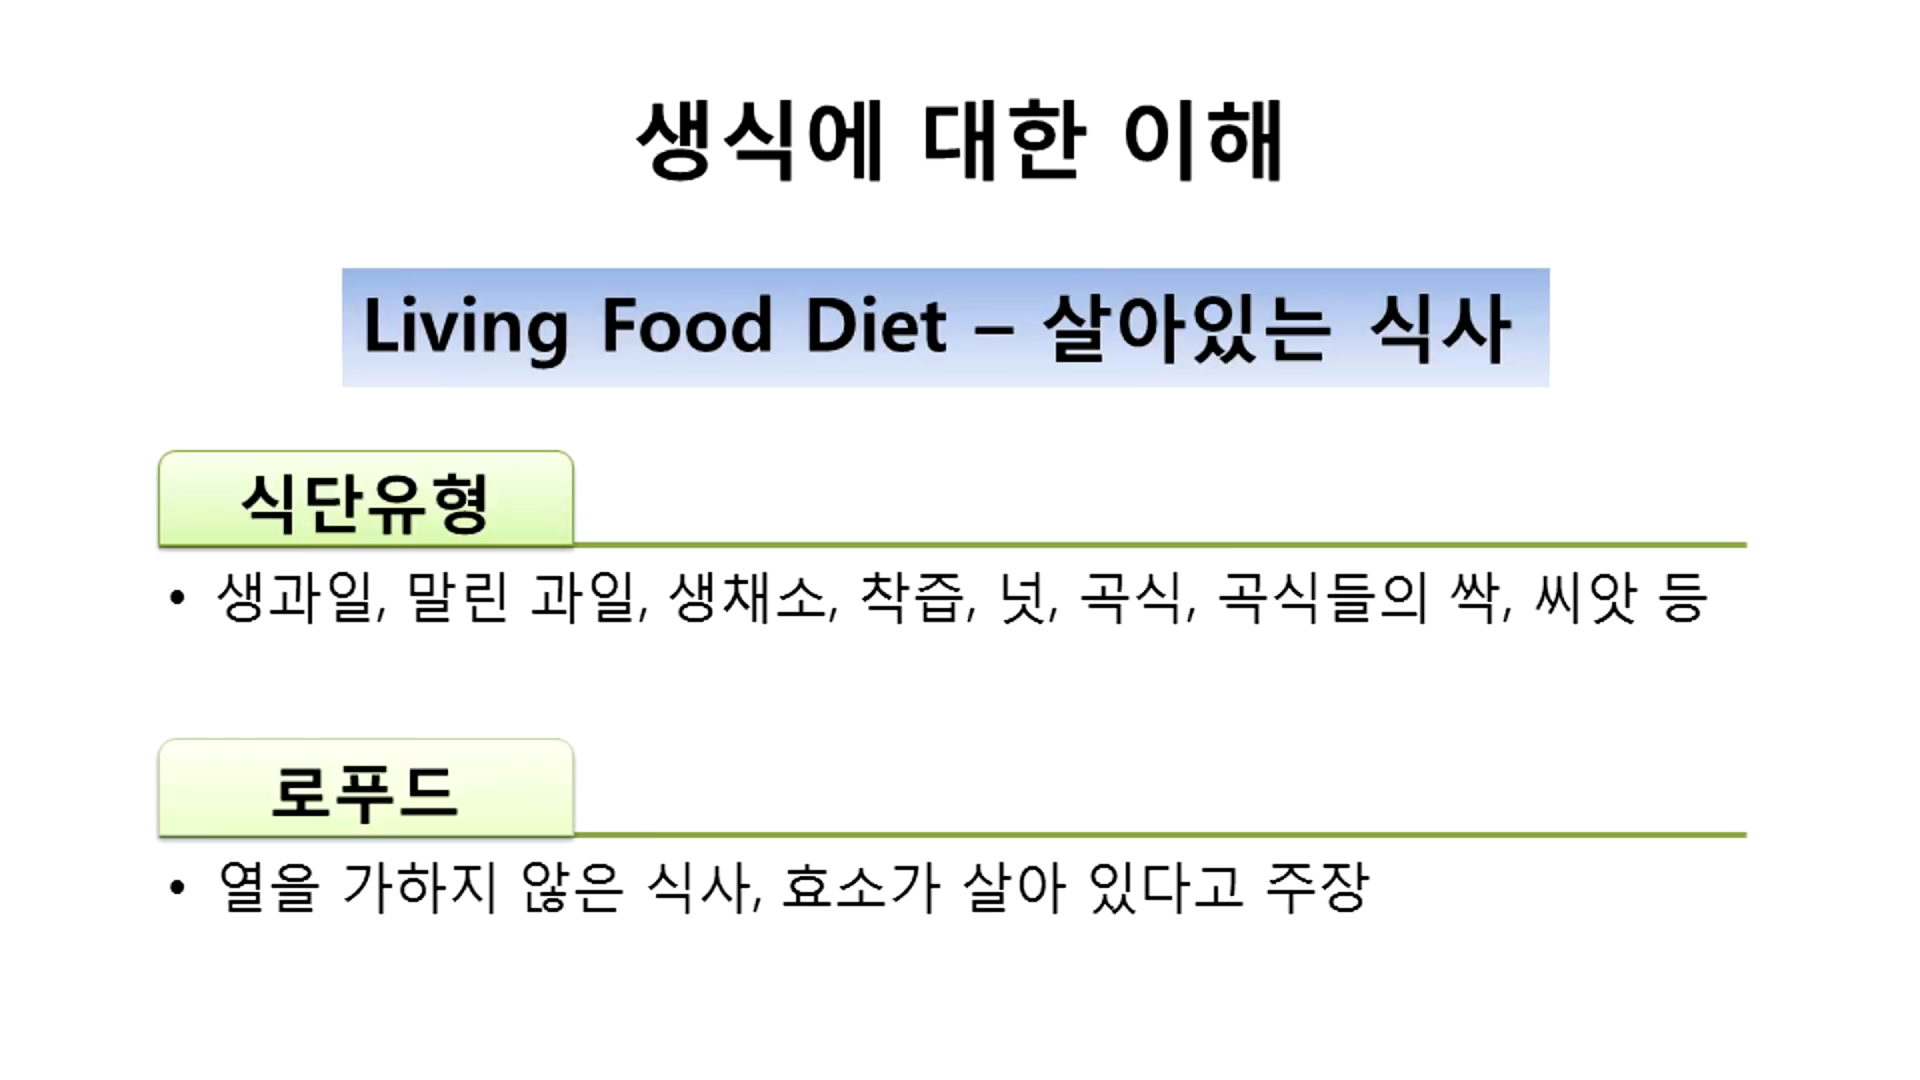 생식에 대한 이해
Living Food Diet – 살아있는 식사
식단유형
• 생과일, 말린 과일, 생채소, 착즙, 넛, 곡식, 곡식들의 싹, 씨앗 등
로푸드
• 열을 가하지 않은 식사, 효소가 살아 있다고 주장